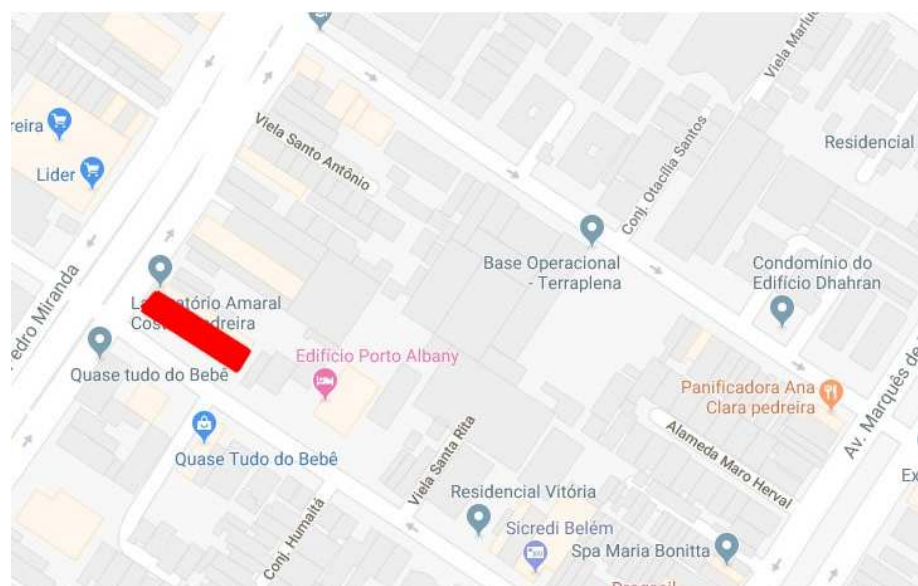 Viela Marluc
reira
Viela Santo Antônio
Conj. Otacília Santos
Residencial
Lider
Base Operacional
- Terraplena
Condomínio do
Edifício Dhahran
edro Miranda
Amaral
Quase tudo do Bebê
Edifício Porto Albany
Panificadora Ana
Clara pedreira
Av. Marquês de
Alameda Maro Herval
Viela Santa Rita
Quase Tudo do Bebê
Ex
Residencial Vitória
Conj. Humaitá
Sicredi Belém
Spa Maria Bonitta